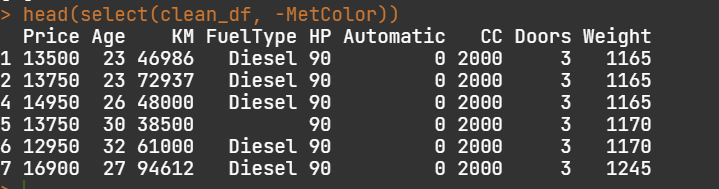 > head(select(clean_df, -MetColor))
Price Age KM FuelType HP Automatic CC Doors Weight
1 13500 23 46986 Diesel 90 0 2000 3 1165
2 13750 23 72937 Diesel 90 0 2000 3 1165
4 14950 26 48000 Diesel 90 0 2000 3 1165
5 13750 30 38500 90 0 2000 3 1170
6 12950 32 61000 Diesel 90 0 2000 3 1170
7 16900 27 94612 Diesel 90 0 2000 3 1245
>